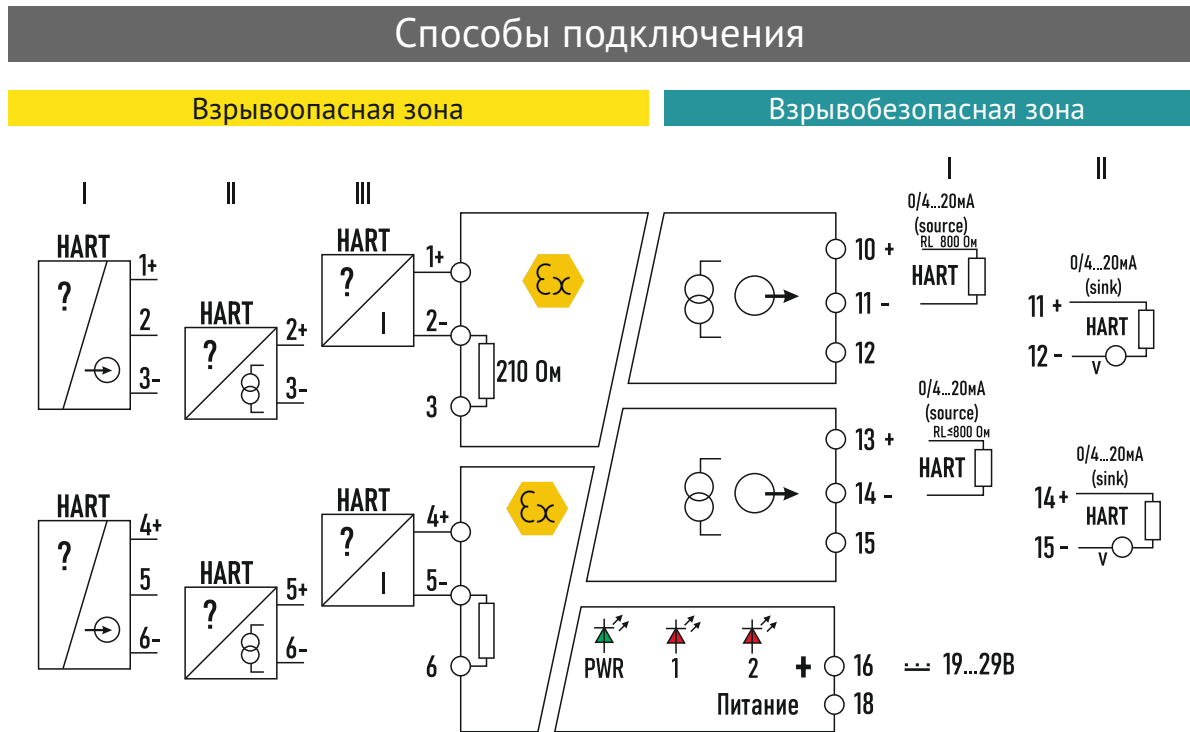 Способы подключения
Взрывоопасная зона
Взрывобезопасная зона
I
II
III
I
II
HART
?
1+
2
3-
HART
?
2+
3-
HART
?
I
1+
2-
3
210 Ом
Ex
10 +
11 -
12
0/4...20мА
(source)
RL 800 Ом
HART
0/4...20мА
(sink)
11 +
HART
12 -
V
HART
?
4+
5
6-
HART
?
5+
6-
HART
?
I
4+
5-
6
Ex
13 +
14 -
15
0/4...20мА
(source)
RL≤800 Ом
HART
0/4...20мА
(sink)
14+
HART
15 -
V
PWR
1
2
+
16
19...29В
Питание
18